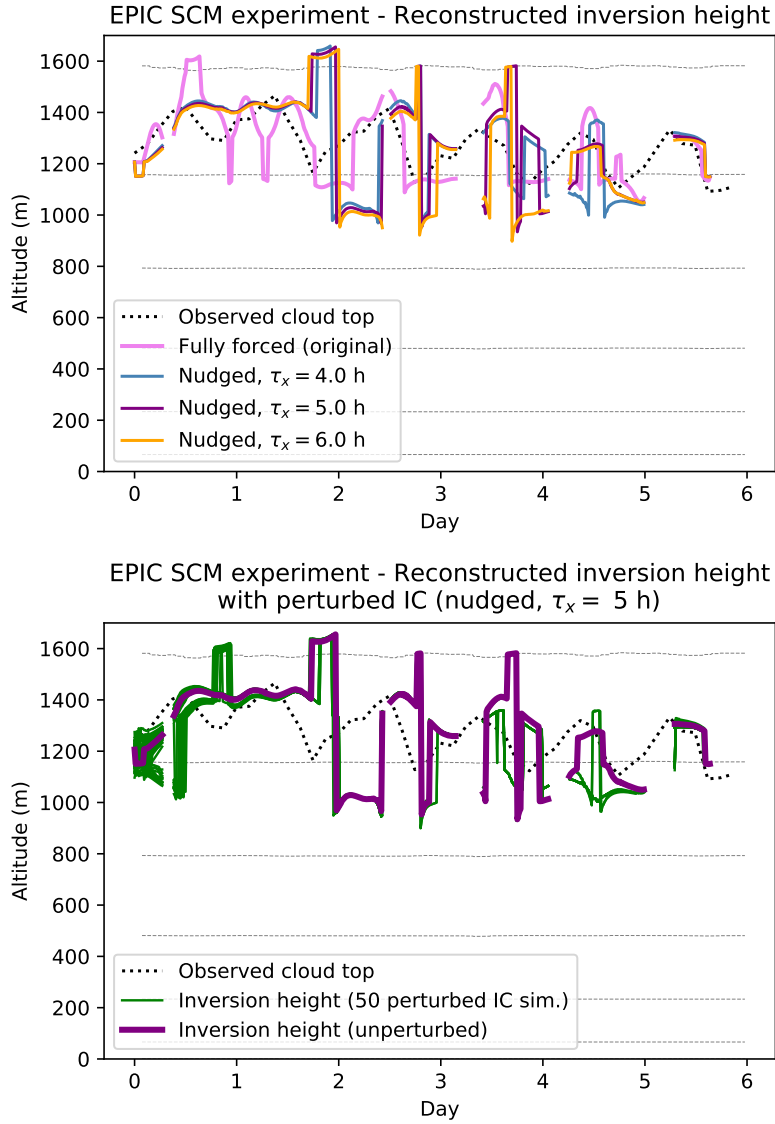 EPIC SCM experiment - Reconstructed inversion height
1600
1400
1200
1000
800
600
400
200
0
Altitude (m)
Observed cloud top
Fully forced (original)
Nudged, τₓ = 4.0 h
Nudged, τₓ = 5.0 h
Nudged, τₓ = 6.0 h
0 1 2 3 4 5 6
Day
EPIC SCM experiment - Reconstructed inversion height
with perturbed IC (nudged, τₓ = 5 h)
1600
1400
1200
1000
800
600
400
200
0
Altitude (m)
Observed cloud top
Inversion height (50 perturbed IC sim.)
Inversion height (unperturbed)
0 1 2 3 4 5 6
Day